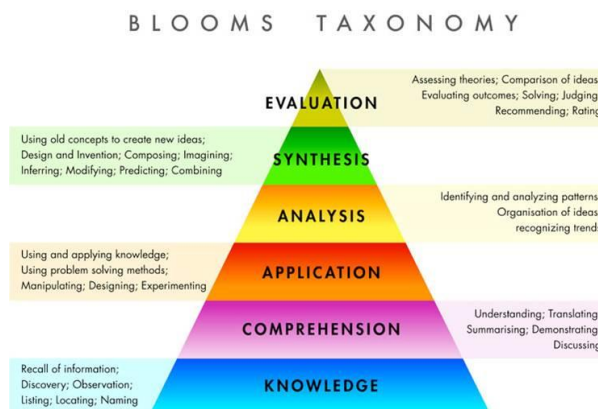 BLOOMS TAXONOMY
EVALUATION
Assessing theories; Comparison of ideas
Evaluating outcomes; Solving; Judging
Recommending; Rating
Using old concepts to create new ideas;
Design and Invention; Composing; Imagining;
Inferring; Modifying; Predicting; Combining
SYNTHESIS
ANALYSIS
Identifying and analyzing patterns
Organisation of ideas
recognizing trends
Using and applying knowledge;
Using problem solving methods;
Manipulating; Designing; Experimenting
APPLICATION
COMPREHENSION
Understanding; Translating
Summarising; Demonstrating
Discussing
Recall of information;
Discovery; Observation;
Listing; Locating; Naming
KNOWLEDGE